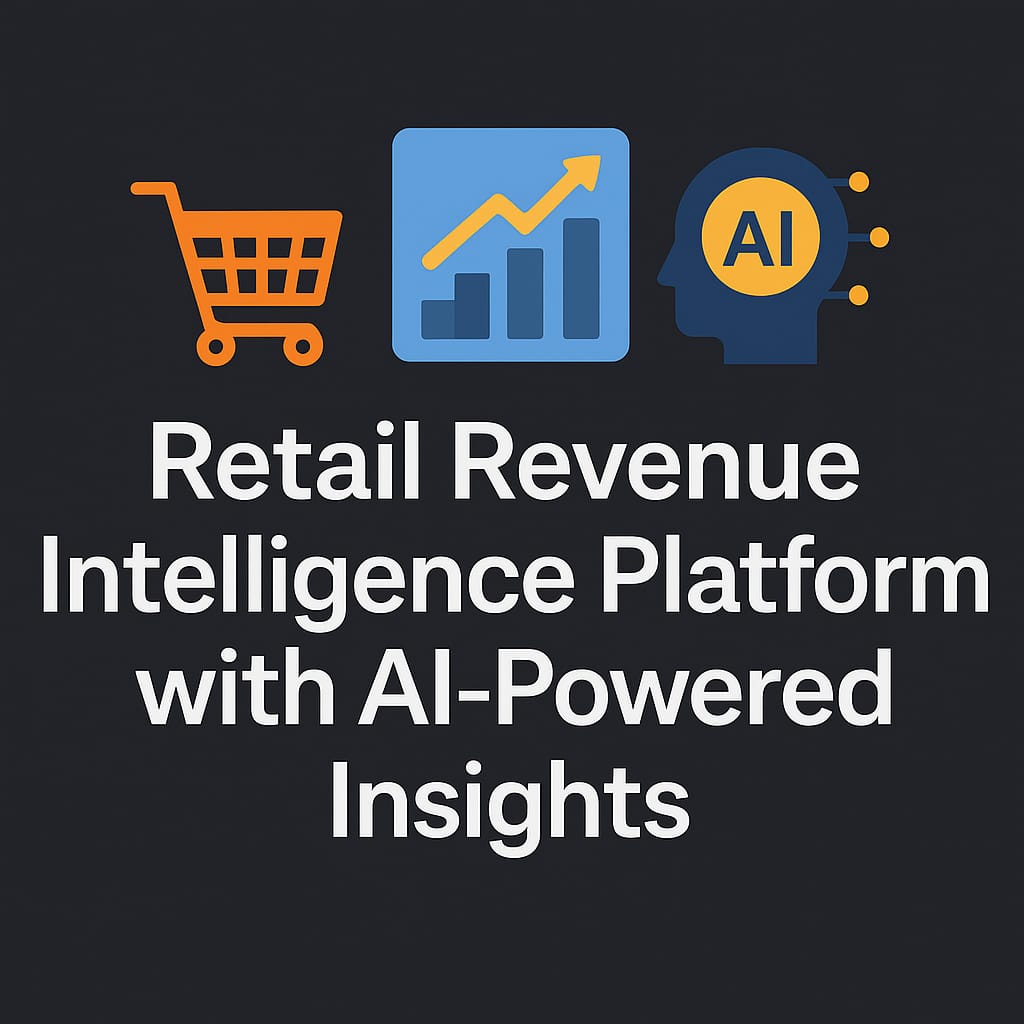 AI
Retail Revenue
Intelligence Platform
with AI-Powered
Insights